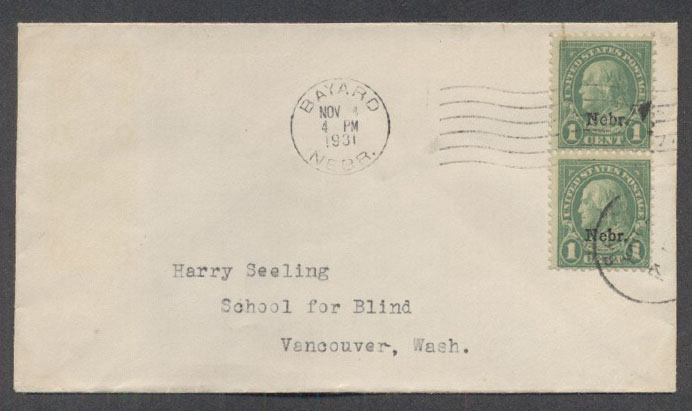 BAYARD
NOV 4
4 PM
1931
NEBR.
UNITED STATES POSTAGE
Nebr.
1 CENT 1
UNITED STATES POSTAGE
Nebr.
1 CENT 1
Harry Seeling
School for Blind
Vancouver, Wash.